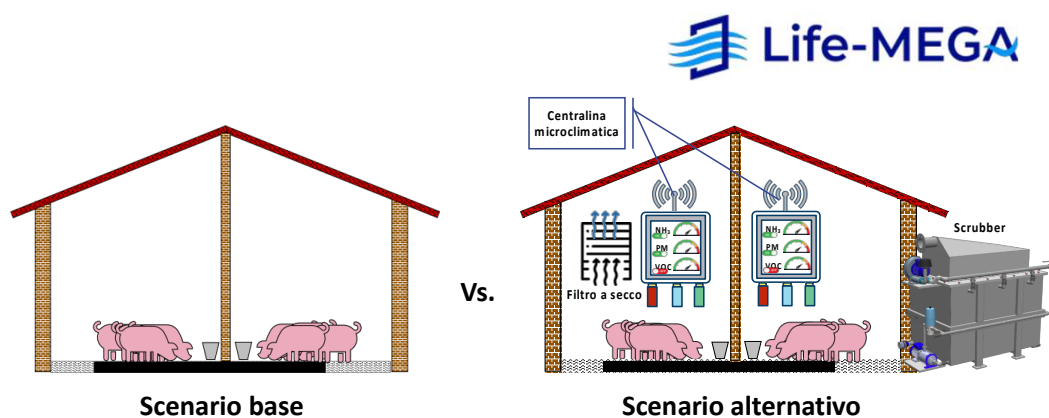 Life-MEGA
Centralina
microclimatica
NH₃
PM
VOC
NH₃
PM
VOC
Scrubber
Filtro a secco
Vs.
Scenario base
Scenario alternativo